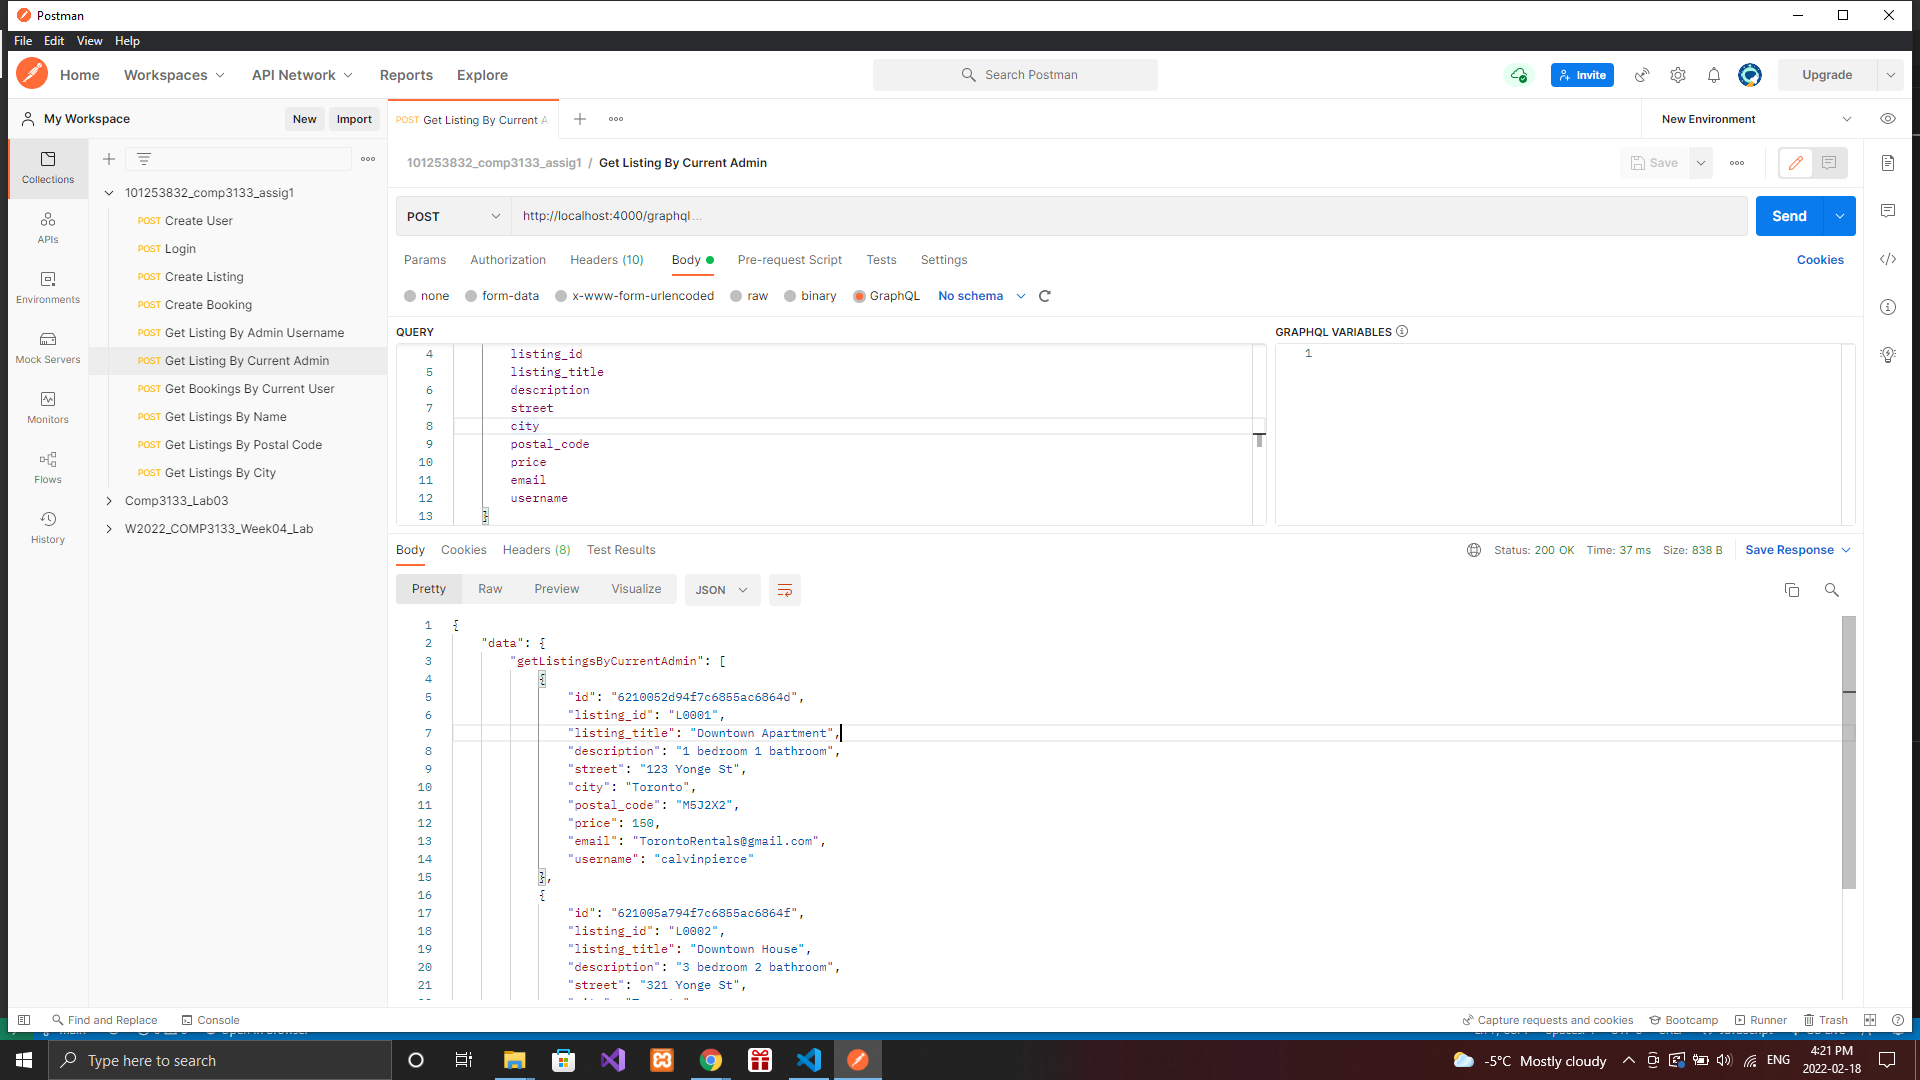 Postman
File Edit View Help
Home Workspaces API Network Reports Explore
Search Postman
Invite
Upgrade
My Workspace
New Import
POST Get Listing By Current A
New Environment
Collections
APIs
Environments
Mock Servers
Monitors
Flows
History
101253832_comp3133_assig1
POST Create User
POST Login
POST Create Listing
POST Create Booking
POST Get Listing By Admin Username
POST Get Listing By Current Admin
POST Get Bookings By Current User
POST Get Listings By Name
POST Get Listings By Postal Code
POST Get Listings By City
Comp3133_Lab03
W2022_COMP3133_Week04_Lab
101253832_comp3133_assig1 / Get Listing By Current Admin
Save
POST http://localhost:4000/graphql...
Send
Params Authorization Headers (10) Body Pre-request Script Tests Settings
Cookies
none form-data x-www-form-urlencoded raw binary GraphQL No schema
QUERY
4 listing_id
5 listing_title
6 description
7 street
8 city
9 postal_code
10 price
11 email
12 username
13 }
GRAPHQL VARIABLES
1
Body Cookies Headers (8) Test Results
Status: 200 OK Time: 37 ms Size: 838 B Save Response
Pretty Raw Preview Visualize JSON
1 {
2 "data": {
3 "getListingsByCurrentAdmin": [
4 {
5 "id": "6210052d94f7c6855ac6864d",
6 "listing_id": "L0001",
7 "listing_title": "Downtown Apartment",
8 "description": "1 bedroom 1 bathroom",
9 "street": "123 Yonge St",
10 "city": "Toronto",
11 "postal_code": "M5J2X2",
12 "price": 150,
13 "email": "TorontoRentals@gmail.com",
14 "username": "calvinpierce"
15 },
16 {
17 "id": "621005a794f7c6855ac6864f",
18 "listing_id": "L0002",
19 "listing_title": "Downtown House",
20 "description": "3 bedroom 2 bathroom",
21 "street": "321 Yonge St",
Find and Replace Console
Capture requests and cookies Bootcamp Runner Trash
Type here to search
-5°C Mostly cloudy
ENG
4:21 PM
2022-02-18